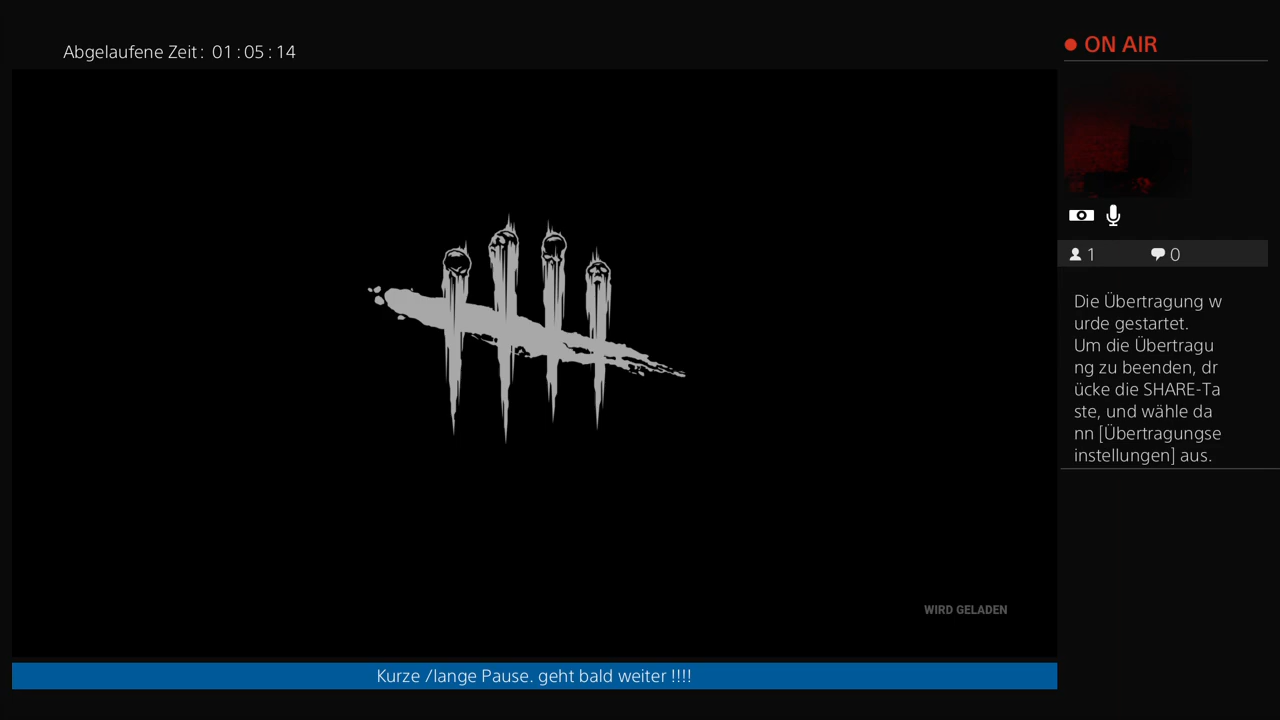 Abgelaufene Zeit: 01:05:14
ON AIR
1 0
Die Übertragung w
urde gestartet.
Um die Übertragu
ng zu beenden, dr
ücke die SHARE-Ta
ste, und wähle da
nn [Übertragungse
instellungen] aus.
WIRD GELADEN
Kurze /lange Pause. geht bald weiter !!!!